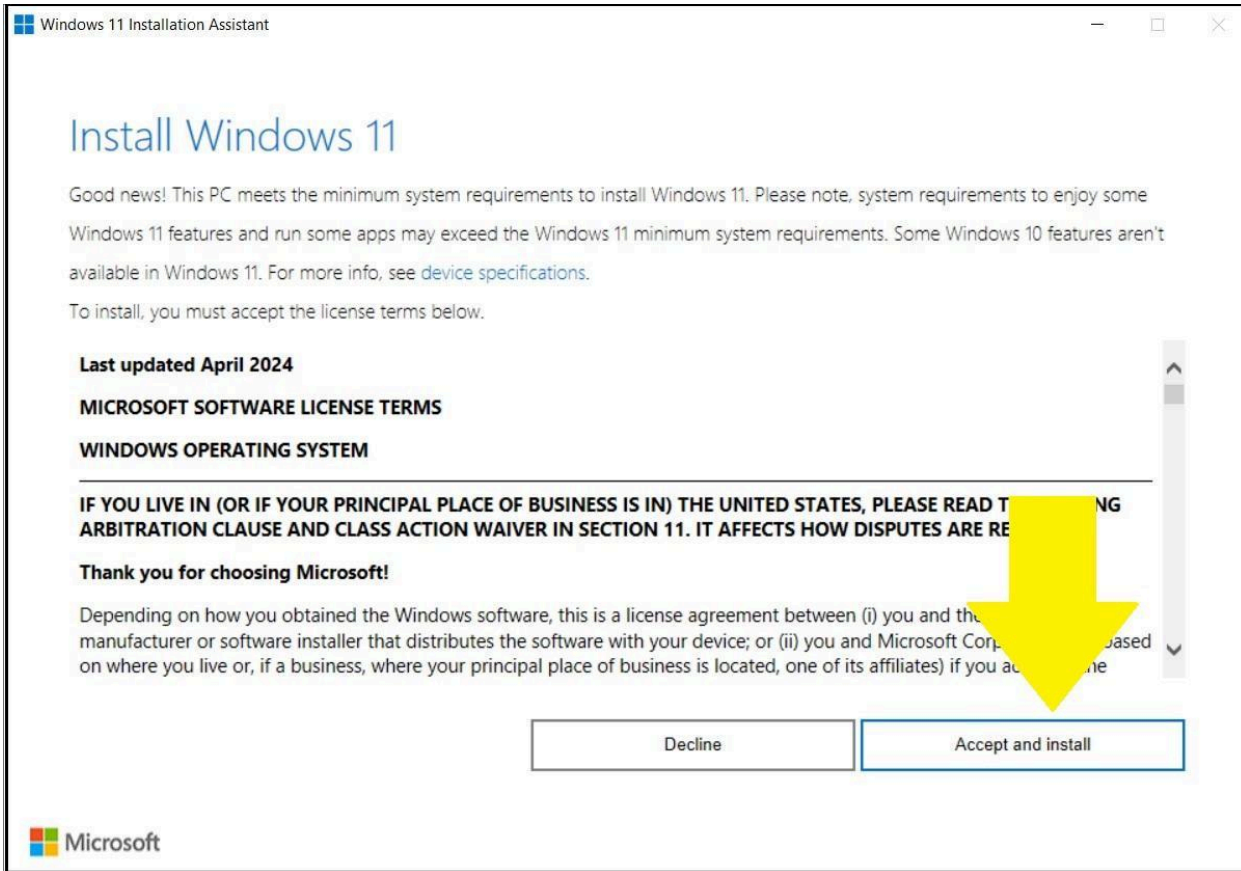 Windows 11 Installation Assistant
Install Windows 11
Good news! This PC meets the minimum system requirements to install Windows 11. Please note, system requirements to enjoy some
Windows 11 features and run some apps may exceed the Windows 11 minimum system requirements. Some Windows 10 features aren't
available in Windows 11. For more info, see device specifications.
To install, you must accept the license terms below.
Last updated April 2024
MICROSOFT SOFTWARE LICENSE TERMS
WINDOWS OPERATING SYSTEM
IF YOU LIVE IN (OR IF YOUR PRINCIPAL PLACE OF BUSINESS IS IN) THE UNITED STATES, PLEASE READ
ARBITRATION CLAUSE AND CLASS ACTION WAIVER IN SECTION 11. IT AFFECTS HOW DISPUTES ARE
Thank you for choosing Microsoft!
Depending on how you obtained the Windows software, this is a license agreement between (i) you and
manufacturer or software installer that distributes the software with your device; or (ii) you and Microsoft
on where you live or, if a business, where your principal place of business is located, one of its affiliates) if you
Decline
Accept and install
Microsoft